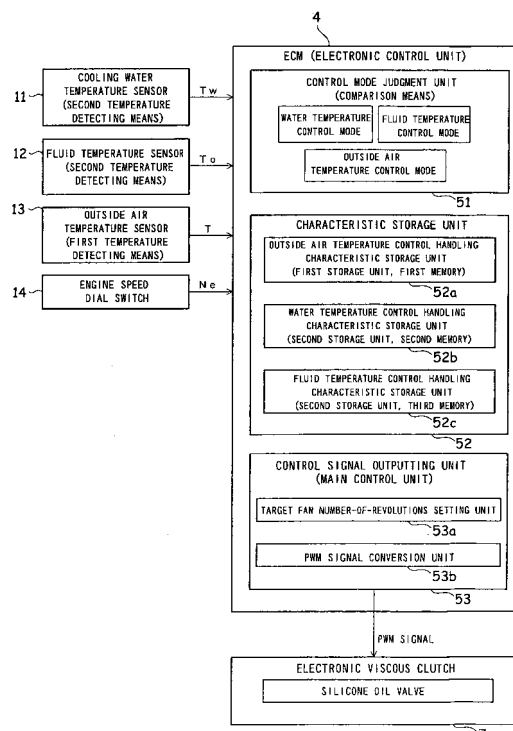 4
ECM (ELECTRONIC CONTROL UNIT)
COOLING WATER
TEMPERATURE SENSOR
(SECOND TEMPERATURE
DETECTING MEANS)
11
Tw
FLUID TEMPERATURE SENSOR
(SECOND TEMPERATURE
DETECTING MEANS)
12
To
OUTSIDE AIR
TEMPERATURE SENSOR
(FIRST TEMPERATURE
DETECTING MEANS)
13
T
ENGINE SPEED
DIAL SWITCH
14
Ne
CONTROL MODE JUDGMENT UNIT
(COMPARISON MEANS)
WATER TEMPERATURE
CONTROL MODE
FLUID TEMPERATURE
CONTROL MODE
OUTSIDE AIR
TEMPERATURE CONTROL MODE
51
CHARACTERISTIC STORAGE UNIT
OUTSIDE AIR TEMPERATURE CONTROL HANDLING
CHARACTERISTIC STORAGE UNIT
(FIRST STORAGE UNIT, FIRST MEMORY)
52a
WATER TEMPERATURE CONTROL HANDLING
CHARACTERISTIC STORAGE UNIT
(SECOND STORAGE UNIT, SECOND MEMORY)
52b
FLUID TEMPERATURE CONTROL HANDLING
CHARACTERISTIC STORAGE UNIT
(SECOND STORAGE UNIT, THIRD MEMORY)
52c
52
CONTROL SIGNAL OUTPUTTING UNIT
(MAIN CONTROL UNIT)
TARGET FAN NUMBER-OF-REVOLUTIONS SETTING UNIT
53a
PWM SIGNAL CONVERSION UNIT
53b
53
PWM SIGNAL
ELECTRONIC VISCOUS CLUTCH
SILICONE OIL VALVE